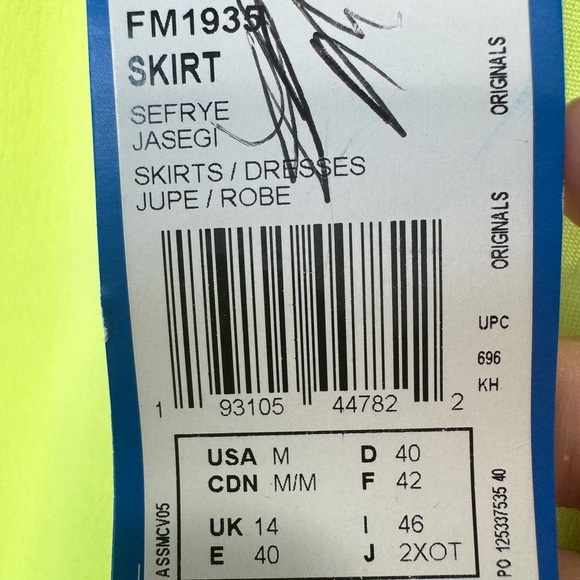 FM1935
SKIRT
SEFRYE
JASEGI
SKIRTS / DRESSES
JUPE / ROBE
ORIGINALS
ORIGINALS
UPC
696
KH
1 93105 44782 2
USA M D 40
CDN M/M F 42
UK 14 I 46
E 40 J 2XOT
ASSIMCV05
PO 125337535 40